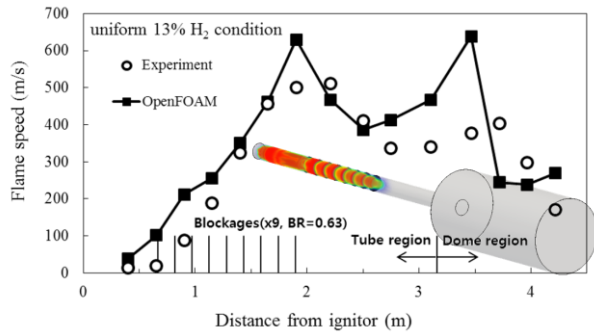 uniform 13% H₂ condition
Experiment
OpenFOAM
Blockages(x9, BR=0.63)
Tube region
Dome region
Flame speed (m/s)
700
600
500
400
300
200
100
0
0
1
2
3
4
Distance from ignitor (m)